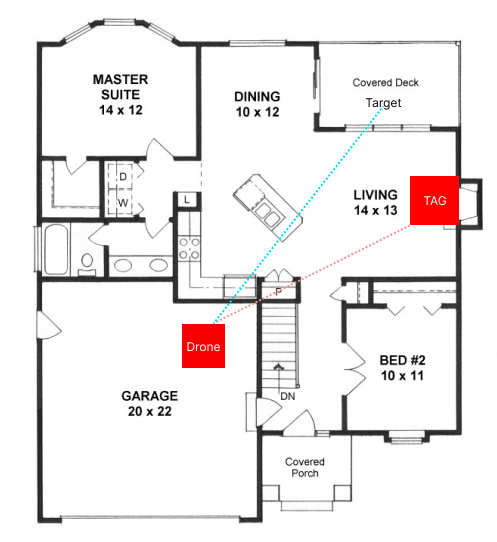 MASTER
SUITE
14 x 12
DINING
10 x 12
Covered Deck
Target
D
W
L
LIVING
14 x 13
TAG
P
Drone
GARAGE
20 x 22
BED #2
10 x 11
DN
Covered
Porch